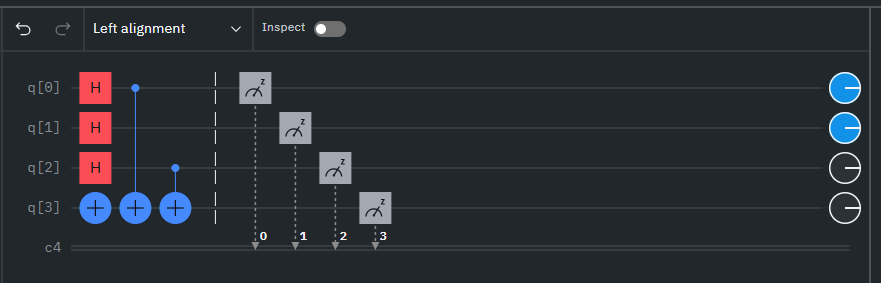 Left alignment Inspect
q[0] H z
q[1] H z
q[2] H z
q[3] + + + z
0 1 2 3
c4